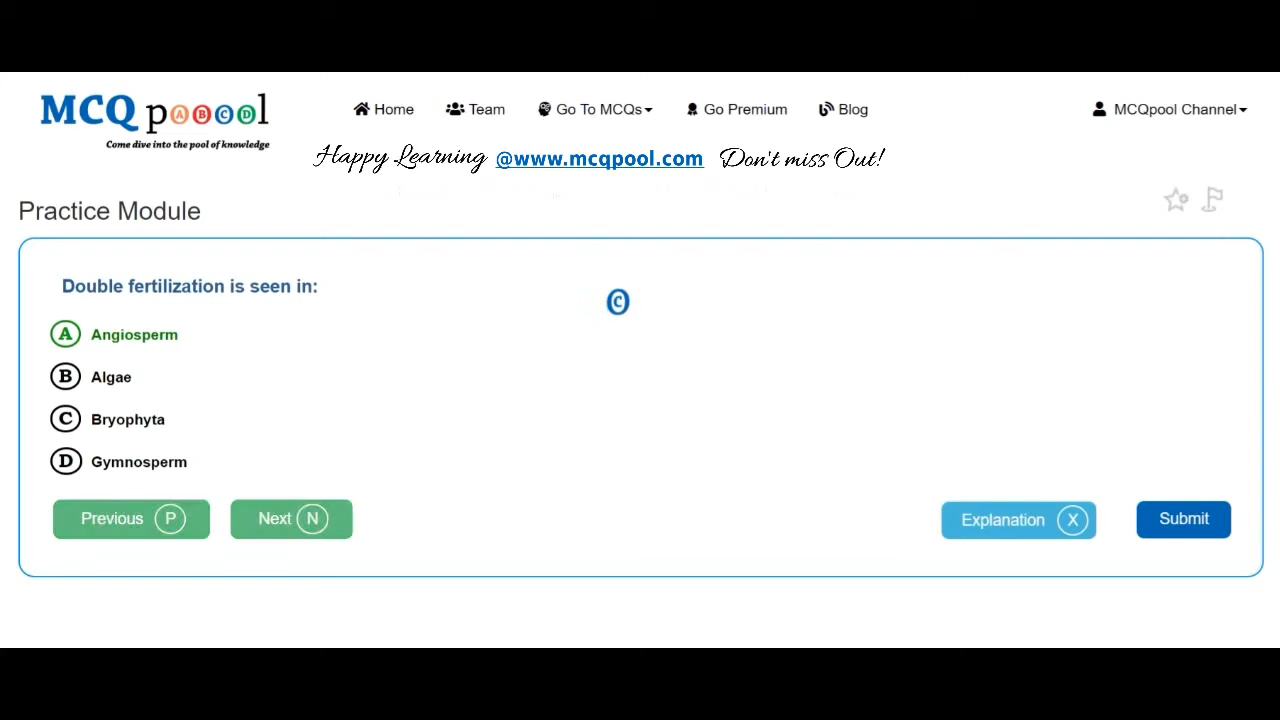 MCQ pABCDl
Come dive into the pool of knowledge
Home Team Go To MCQs Go Premium Blog MCQpool Channel
Happy Learning @www.mcqpool.com Don't miss Out!
Practice Module
Double fertilization is seen in:
C
A Angiosperm
B Algae
C Bryophyta
D Gymnosperm
Previous P Next N Explanation X Submit